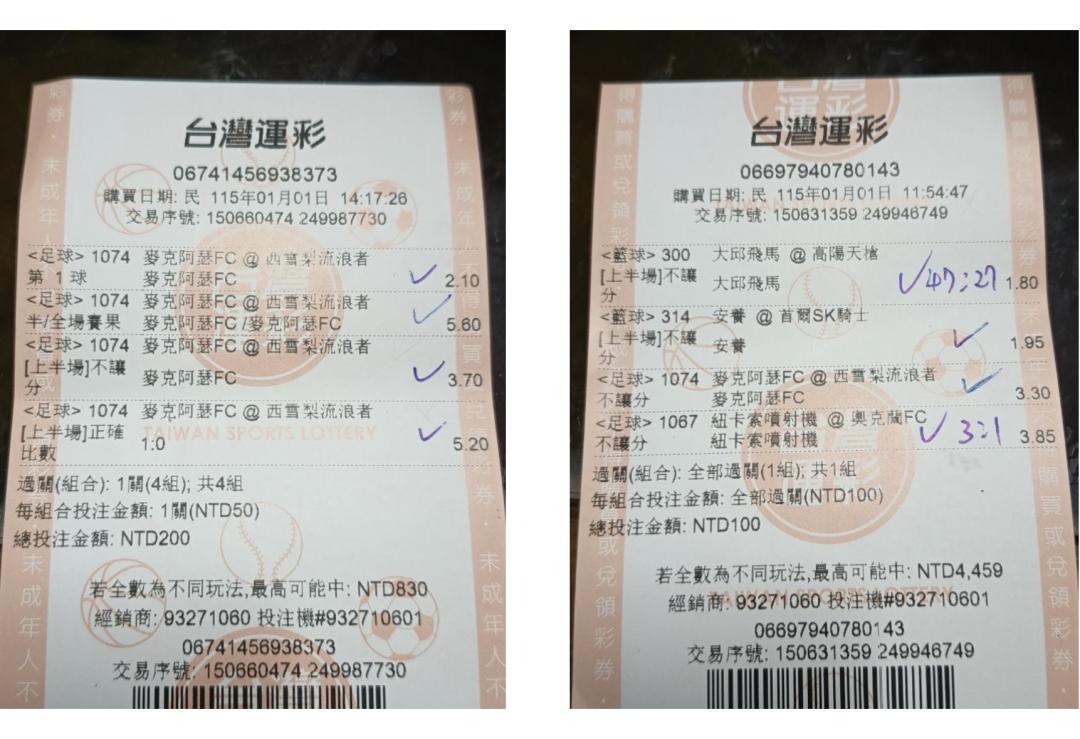 台灣運彩
06741456938373
購買日期: 民 115年01月01日 14:17:26
交易序號: 150660474 249987730
<足球> 1074 麥克阿瑟FC @ 西雪梨流浪者
第 1 球 麥克阿瑟FC ✓ 2.10
<足球> 1074 麥克阿瑟FC @ 西雪梨流浪者
半/全場賽果 麥克阿瑟FC /麥克阿瑟FC ✓ 5.60
<足球> 1074 麥克阿瑟FC @ 西雪梨流浪者
[上半場]不讓分 麥克阿瑟FC ✓ 3.70
<足球> 1074 麥克阿瑟FC @ 西雪梨流浪者
TAIWAN SPORTS LOTTERY
[上半場]正確比數 1:0 ✓ 5.20
過關(組合): 1關(4組); 共4組
每組合投注金額: 1關(NTD50)
總投注金額: NTD200
若全數為不同玩法,最高可能中: NTD830
經銷商: 93271060 投注機#932710601
06741456938373
交易序號: 150660474 249987730
台灣運彩
06697940780143
購買日期: 民 115年01月01日 11:54:47
交易序號: 150631359 249946749
<籃球> 300 大邱飛馬 @ 高陽天槍
[上半場]不讓分 大邱飛馬 ✓47:27 1.80
<籃球> 314 安養 @ 首爾SK騎士
[上半場]不讓分 安養 ✓ 1.95
<足球> 1074 麥克阿瑟FC @ 西雪梨流浪者
不讓分 麥克阿瑟FC ✓ 3.30
<足球> 1067 紐卡索噴射機 @ 奧克蘭FC
不讓分 紐卡索噴射機 ✓ 3:1 3.85
過關(組合): 全部過關(1組); 共1組
每組合投注金額: 全部過關(NTD100)
總投注金額: NTD100
若全數為不同玩法,最高可能中: NTD4,459
經銷商: 93271060 投注機#932710601
06697940780143
交易序號: 150631359 249946749